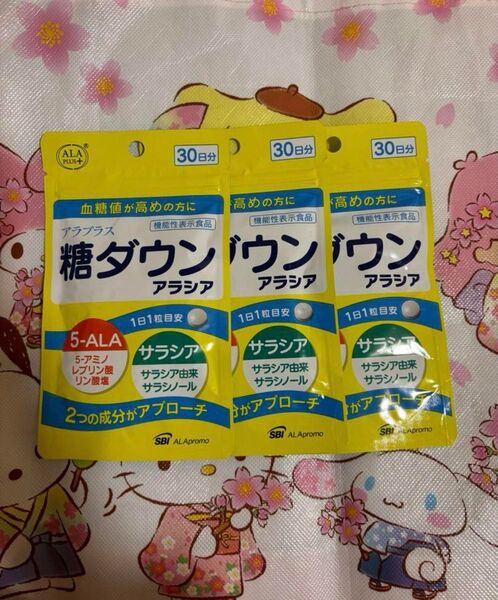 ALA
PLUS+
30日分
血糖値が高めの方に
アラプラス
機能性表示食品
糖ダウン
アラシア
1日1粒目安
5-ALA
5-アミノ
レブリン酸
リン酸塩
サラシア
サラシア由来
サラシノール
2つの成分がアプローチ
SBI ALApromo
30日分
高めの方に
機能性表示食品
ダウン
アラシア
1日1粒目安
サラシア
サラシア由来
サラシノール
分がアプローチ
SBI ALApromo
30日分
高めの方に
機能性表示食品
ダウン
アラシア
1日1粒目安
サラシア
サラシア由来
サラシノール
分がアプローチ
SBI ALApromo